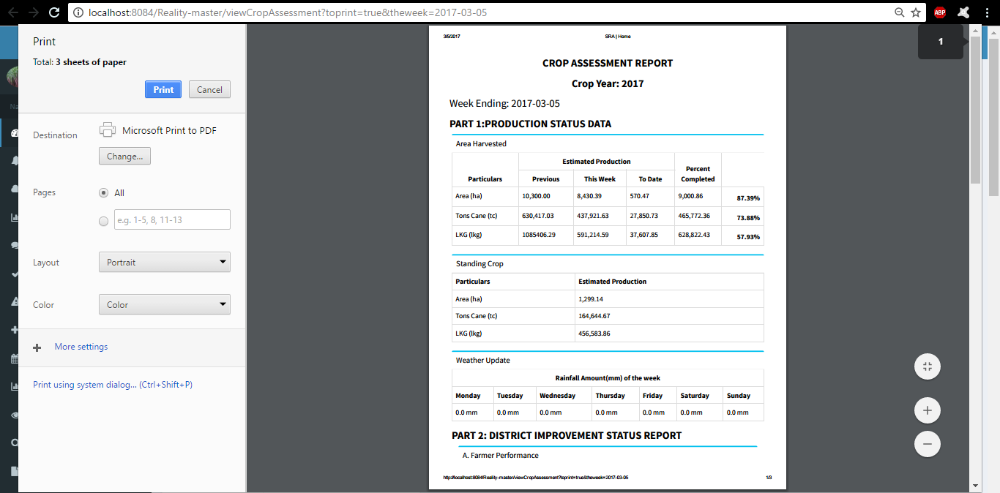 localhost:8084/Reality-master/viewCropAssessment?toprint=true&theweek=2017-03-05
ABP
Print
Total: 3 sheets of paper
Print Cancel
Destination Microsoft Print to PDF
Change...
Pages All
e.g. 1-5, 8, 11-13
Layout Portrait
Color Color
More settings
Print using system dialog... (Ctrl+Shift+P)
Na
3/5/2017 SRA | Home
1
CROP ASSESSMENT REPORT
Crop Year: 2017
Week Ending: 2017-03-05
PART 1:PRODUCTION STATUS DATA
Area Harvested
Estimated Production
Percent
Particulars Previous This Week To Date Completed
Area (ha) 10,300.00 8,430.39 570.47 9,000.86 87.39%
Tons Cane (tc) 630,417.03 437,921.63 27,850.73 465,772.36 73.88%
LKG (lkg) 1085406.29 591,214.59 37,607.85 628,822.43 57.93%
Standing Crop
Particulars Estimated Production
Area (ha) 1,299.14
Tons Cane (tc) 164,644.67
LKG (lkg) 456,583.86
Weather Update
Rainfall Amount(mm) of the week
Monday Tuesday Wednesday Thursday Friday Saturday Sunday
0.0 mm 0.0 mm 0.0 mm 0.0 mm 0.0 mm 0.0 mm 0.0 mm
PART 2: DISTRICT IMPROVEMENT STATUS REPORT
A. Farmer Performance
http://localhost:8084/Reality-master/viewCropAssessment?toprint=true&theweek=2017-03-05 1/3